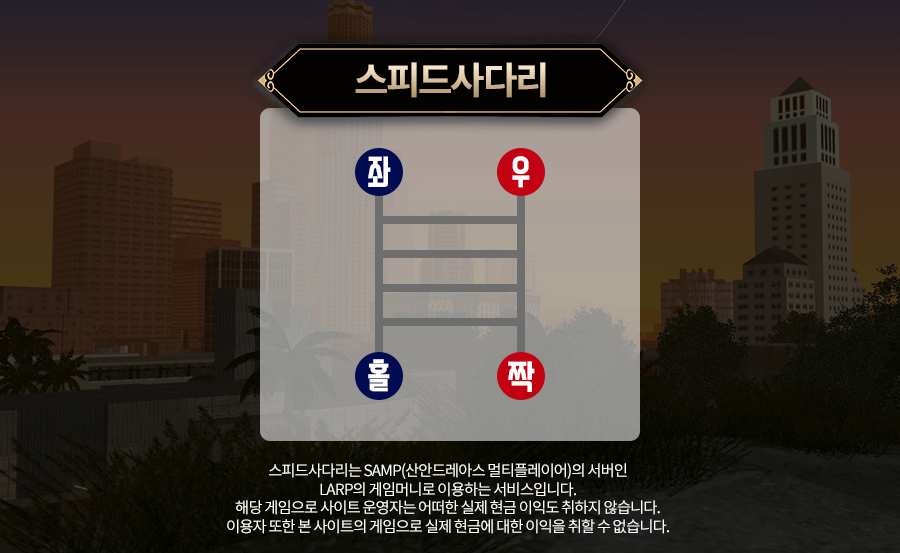 스피드사다리
좌 우
홀 짝
스피드사다리는 SAMP(산안드레아스 멀티플레이어)의 서버인
LARP의 게임머니로 이용하는 서비스입니다.
해당 게임으로 사이트 운영자는 어떠한 실제 현금 이익도 취하지 않습니다.
이용자 또한 본 사이트의 게임으로 실제 현금에 대한 이익을 취할 수 없습니다.